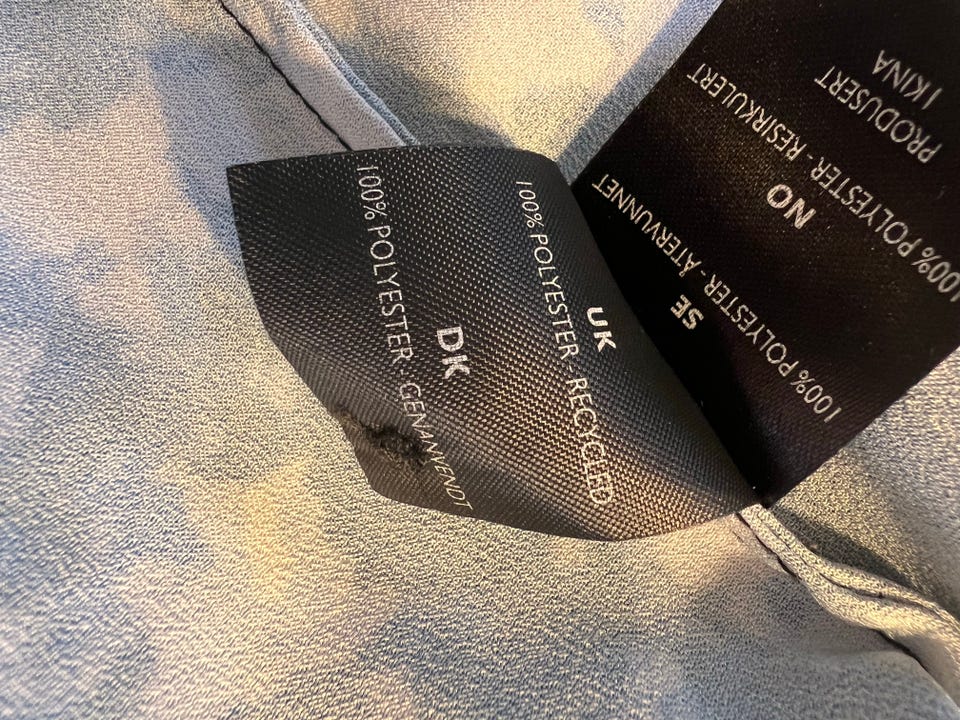 UK
100% POLYESTER - RECYCLED
DK
100% POLYESTER - GENANVENDT
SE
100% POLYESTER - ÅTERVUNNET
NO
100% POLYESTER - RESIRKULERT
PRODUSERT
I KINA